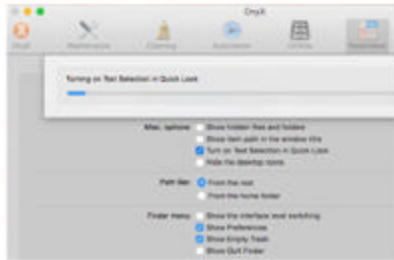 OnyX
Maintenance Cleaning Automation Utilities Parameters
Turning on Text Selection in Quick Look
Misc. options: Show hidden files and folders
Show item path in the window title
Turn on Text Selection in Quick Look
Hide the desktop icons
Path Bar: From the root
From the home folder
Finder menu: Show the interface level switching
Show Preferences
Show Empty Trash
Show Quit Finder